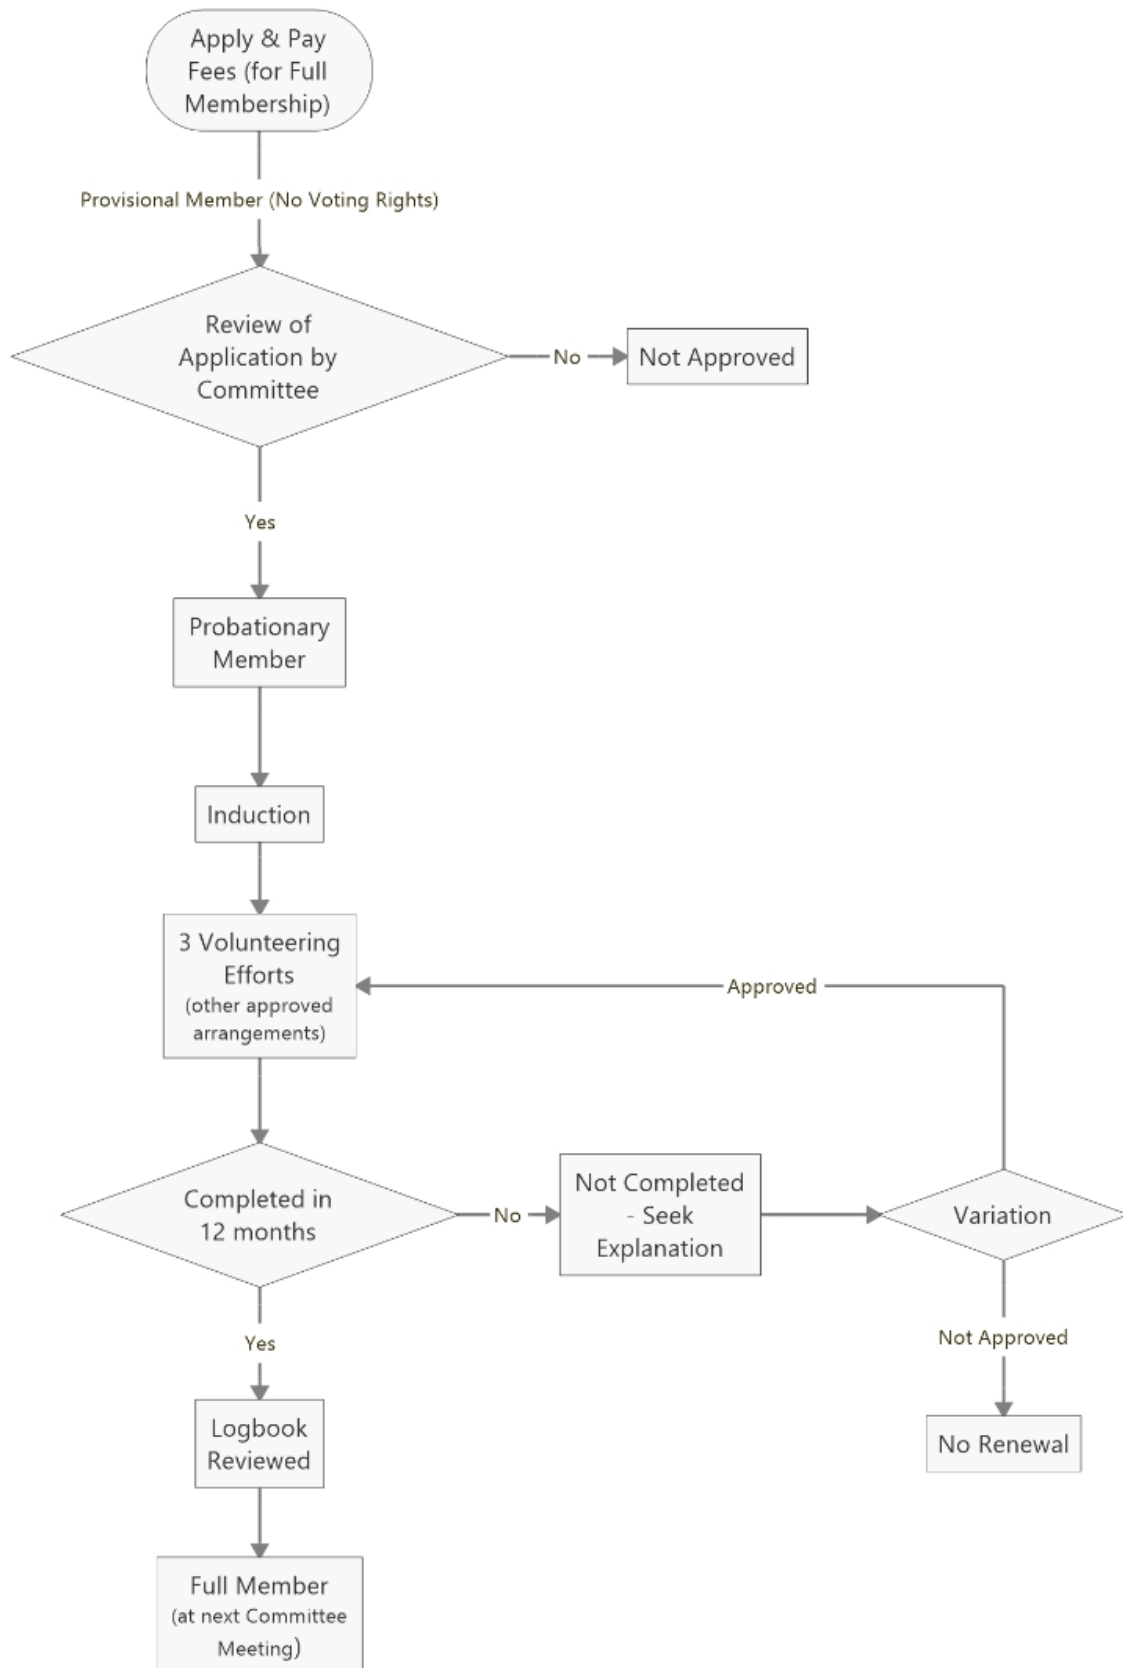 Apply & Pay
Fees (for Full
Membership)
Provisional Member (No Voting Rights)
Review of
Application by
Committee
No
Not Approved
Yes
Probationary
Member
Induction
3 Volunteering
Efforts
(other approved
arrangements)
Approved
Completed in
12 months
No
Not Completed
- Seek
Explanation
Variation
Yes
Not Approved
Logbook
Reviewed
No Renewal
Full Member
(at next Committee
Meeting)